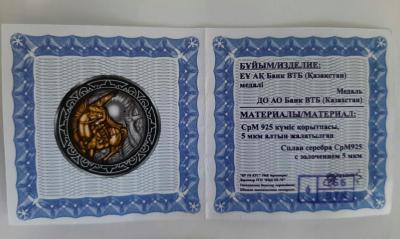 БҰЙЫМ/ИЗДЕЛИЕ:
ЕҰ АҚ Банк ВТБ (Қазақстан)
медалі
Медаль
ДО АО Банк ВТБ (Казахстан)
МАТЕРИАЛЫ/МАТЕРИАЛ:
СрМ 925 күміс қорытпасы,
5 мкм алтын жалатылған
Сплав серебра СрМ925
с золочением 5 мкм